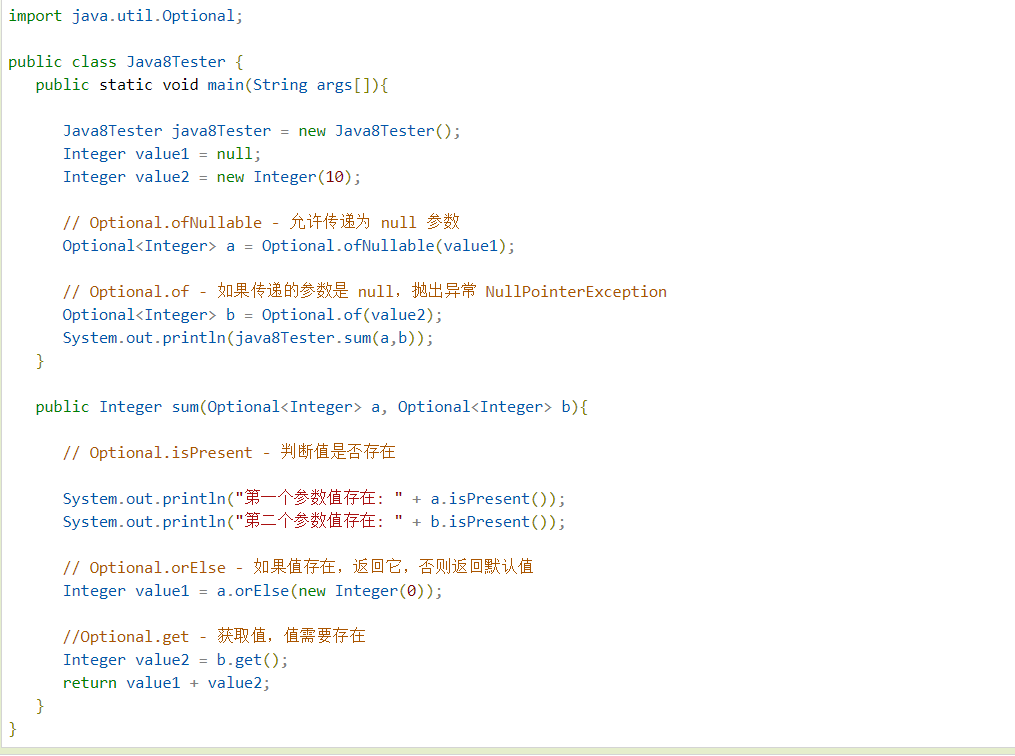 import java.util.Optional;
public class Java8Tester {
public static void main(String args[]){
Java8Tester java8Tester = new Java8Tester();
Integer value1 = null;
Integer value2 = new Integer(10);
// Optional.ofNullable - 允许传递为 null 参数
Optional<Integer> a = Optional.ofNullable(value1);
// Optional.of - 如果传递的参数是 null，抛出异常 NullPointerException
Optional<Integer> b = Optional.of(value2);
System.out.println(java8Tester.sum(a,b));
}
public Integer sum(Optional<Integer> a, Optional<Integer> b){
// Optional.isPresent - 判断值是否存在
System.out.println("第一个参数值存在: " + a.isPresent());
System.out.println("第二个参数值存在: " + b.isPresent());
// Optional.orElse - 如果值存在，返回它，否则返回默认值
Integer value1 = a.orElse(new Integer(0));
//Optional.get - 获取值，值需要存在
Integer value2 = b.get();
return value1 + value2;
}
}